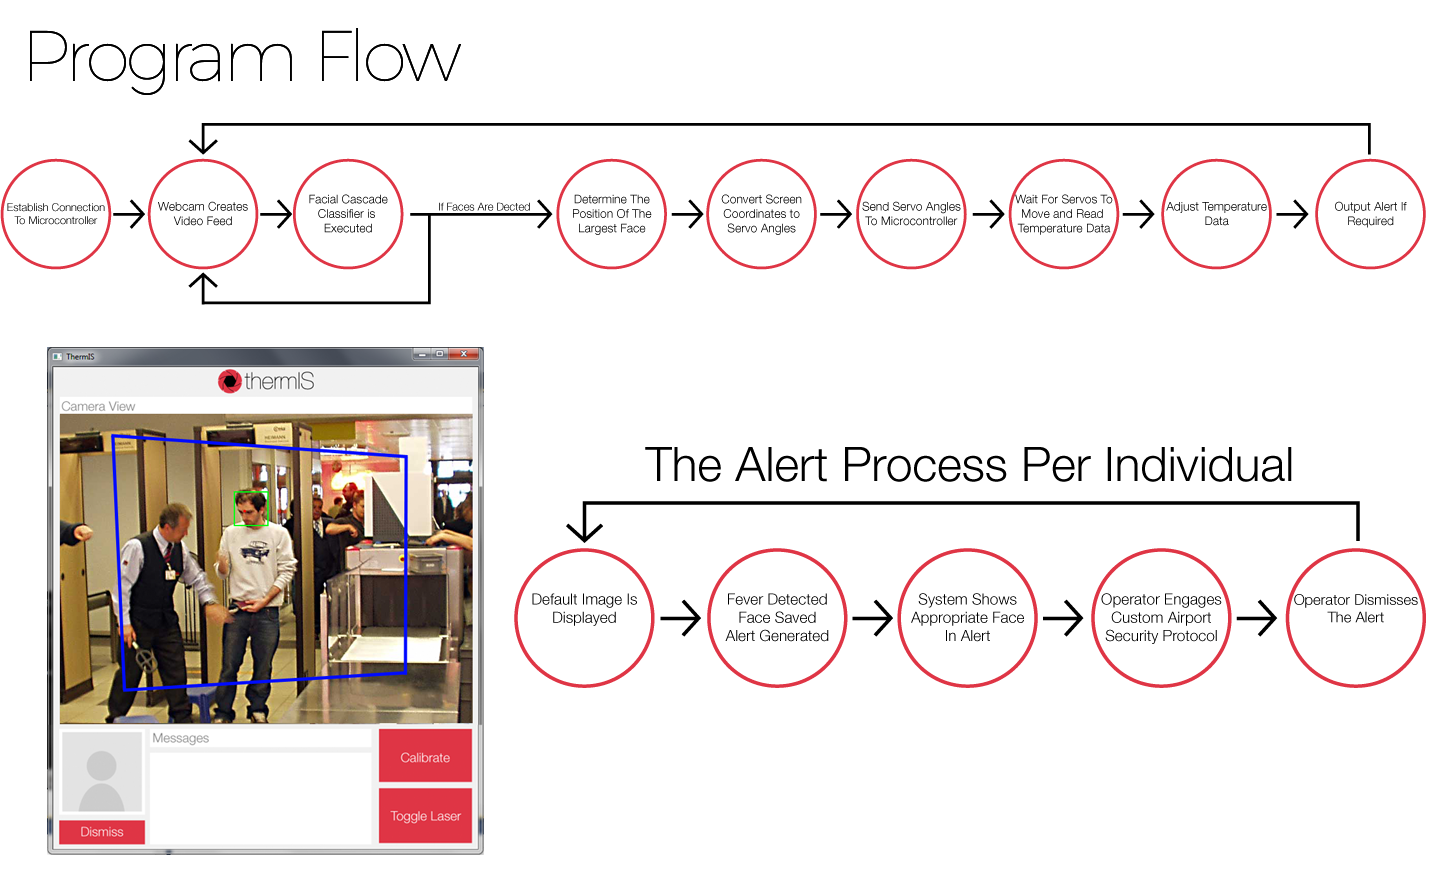 Program Flow
Establish Connection
To Microcontroller
Webcam Creates
Video Feed
Facial Cascade
Classifier is
Executed
If Faces Are Dected
Determine The
Position Of The
Largest Face
Convert Screen
Coordinates to
Servo Angles
Send Servo Angles
To Microcontroller
Wait For Servos To
Move and Read
Temperature Data
Adjust Temperature
Data
Output Alert If
Required
ThermIS
thermIS
Camera View
Messages
Calibrate
Toggle Laser
Dismiss
The Alert Process Per Individual
Default Image Is
Displayed
Fever Detected
Face Saved
Alert Generated
System Shows
Appropriate Face
In Alert
Operator Engages
Custom Airport
Security Protocol
Operator Dismisses
The Alert